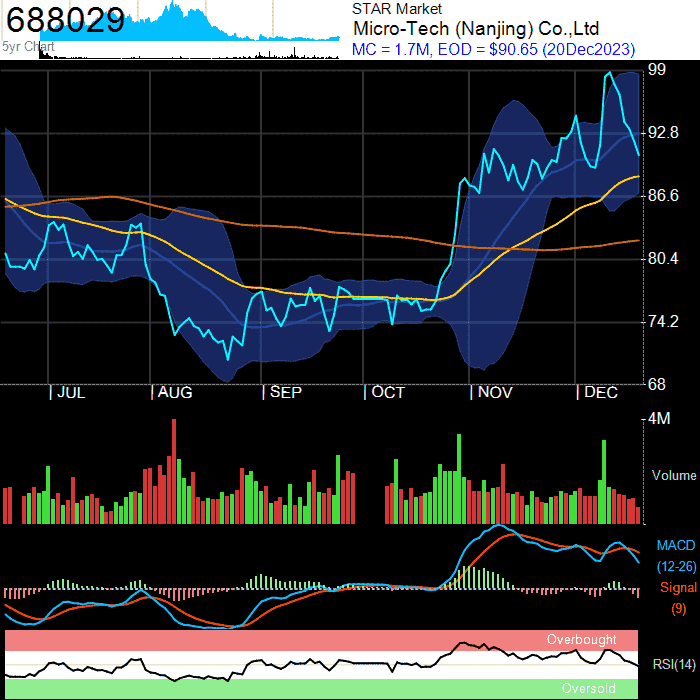 688029
5yr Chart
STAR Market
Micro-Tech (Nanjing) Co.,Ltd
MC = 1.7M, EOD = $90.65 (20Dec2023)
99
92.8
86.6
80.4
74.2
68
JUL AUG SEP OCT NOV DEC
4M
Volume
MACD
(12-26)
Signal
(9)
Overbought
RSI(14)
Oversold